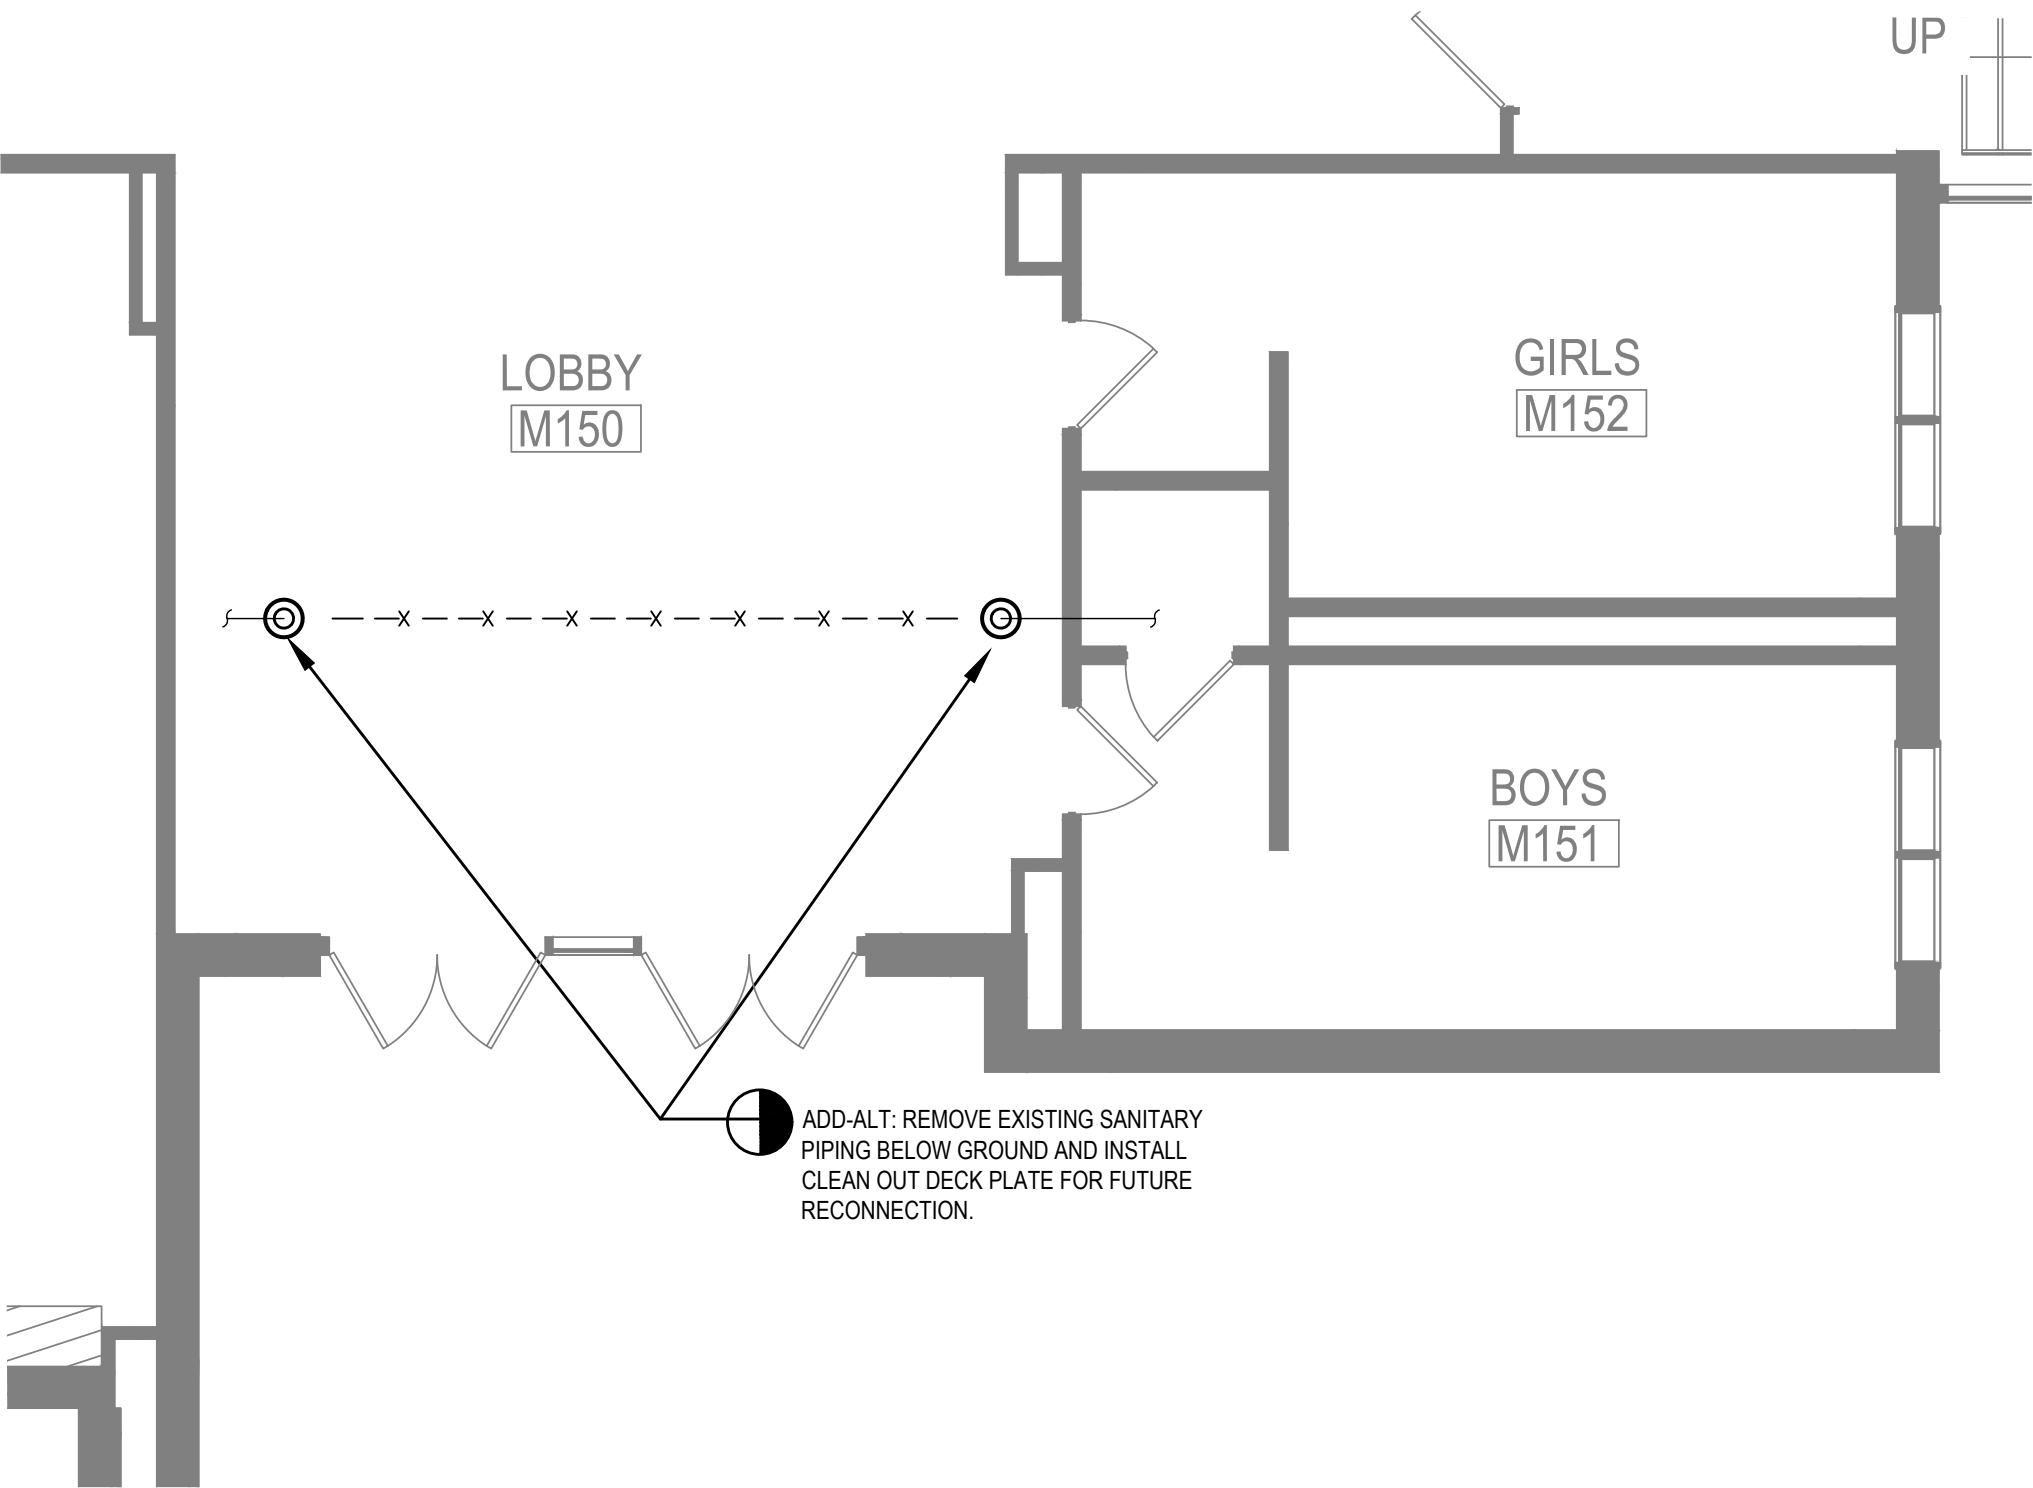 UP
LOBBY
M150
GIRLS
M152
BOYS
M151
ADD-ALT: REMOVE EXISTING SANITARY
PIPING BELOW GROUND AND INSTALL
CLEAN OUT DECK PLATE FOR FUTURE
RECONNECTION.